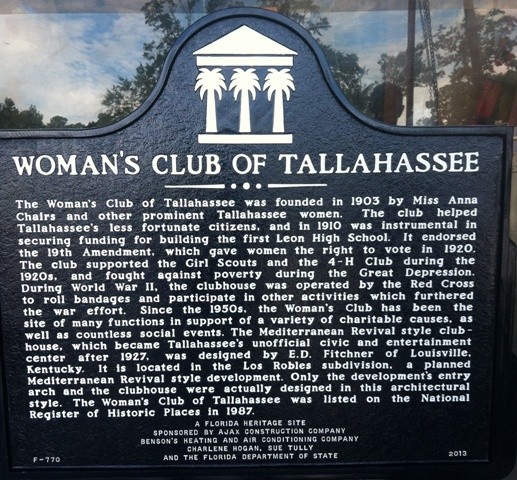 WOMAN'S CLUB OF TALLAHASSEE
The Woman's Club of Tallahassee was founded in 1903 by Miss Anna
Chairs and other prominent Tallahassee women. The club helped
Tallahassee's less fortunate citizens, and in 1910 was instrumental in
securing funding for building the first Leon High School. It endorsed
the 19th Amendment, which gave women the right to vote in 1920.
The club supported the Girl Scouts and the 4-H Club during the
1920s, and fought against poverty during the Great Depression.
During World War II, the clubhouse was operated by the Red Cross
to roll bandages and participate in other activities which furthered
the war effort. Since the 1950s, the Woman's Club has been the
site of many functions in support of a variety of charitable causes, as
well as countless social events. The Mediterranean Revival style club-
house, which became Tallahassee's unofficial civic and entertainment
center after 1927, was designed by E.D. Fitchner of Louisville,
Kentucky. It is located in the Los Robles subdivision, a planned
Mediterranean Revival style development. Only the development's entry
arch and the clubhouse were actually designed in this architectural
style. The Woman's Club of Tallahassee was listed on the National
Register of Historic Places in 1987.
A FLORIDA HERITAGE SITE
SPONSORED BY AJAX CONSTRUCTION COMPANY
BENSON'S HEATING AND AIR CONDITIONING COMPANY
CHARLENE HOGAN, SUE TULLY
AND THE FLORIDA DEPARTMENT OF STATE
F-770 2013